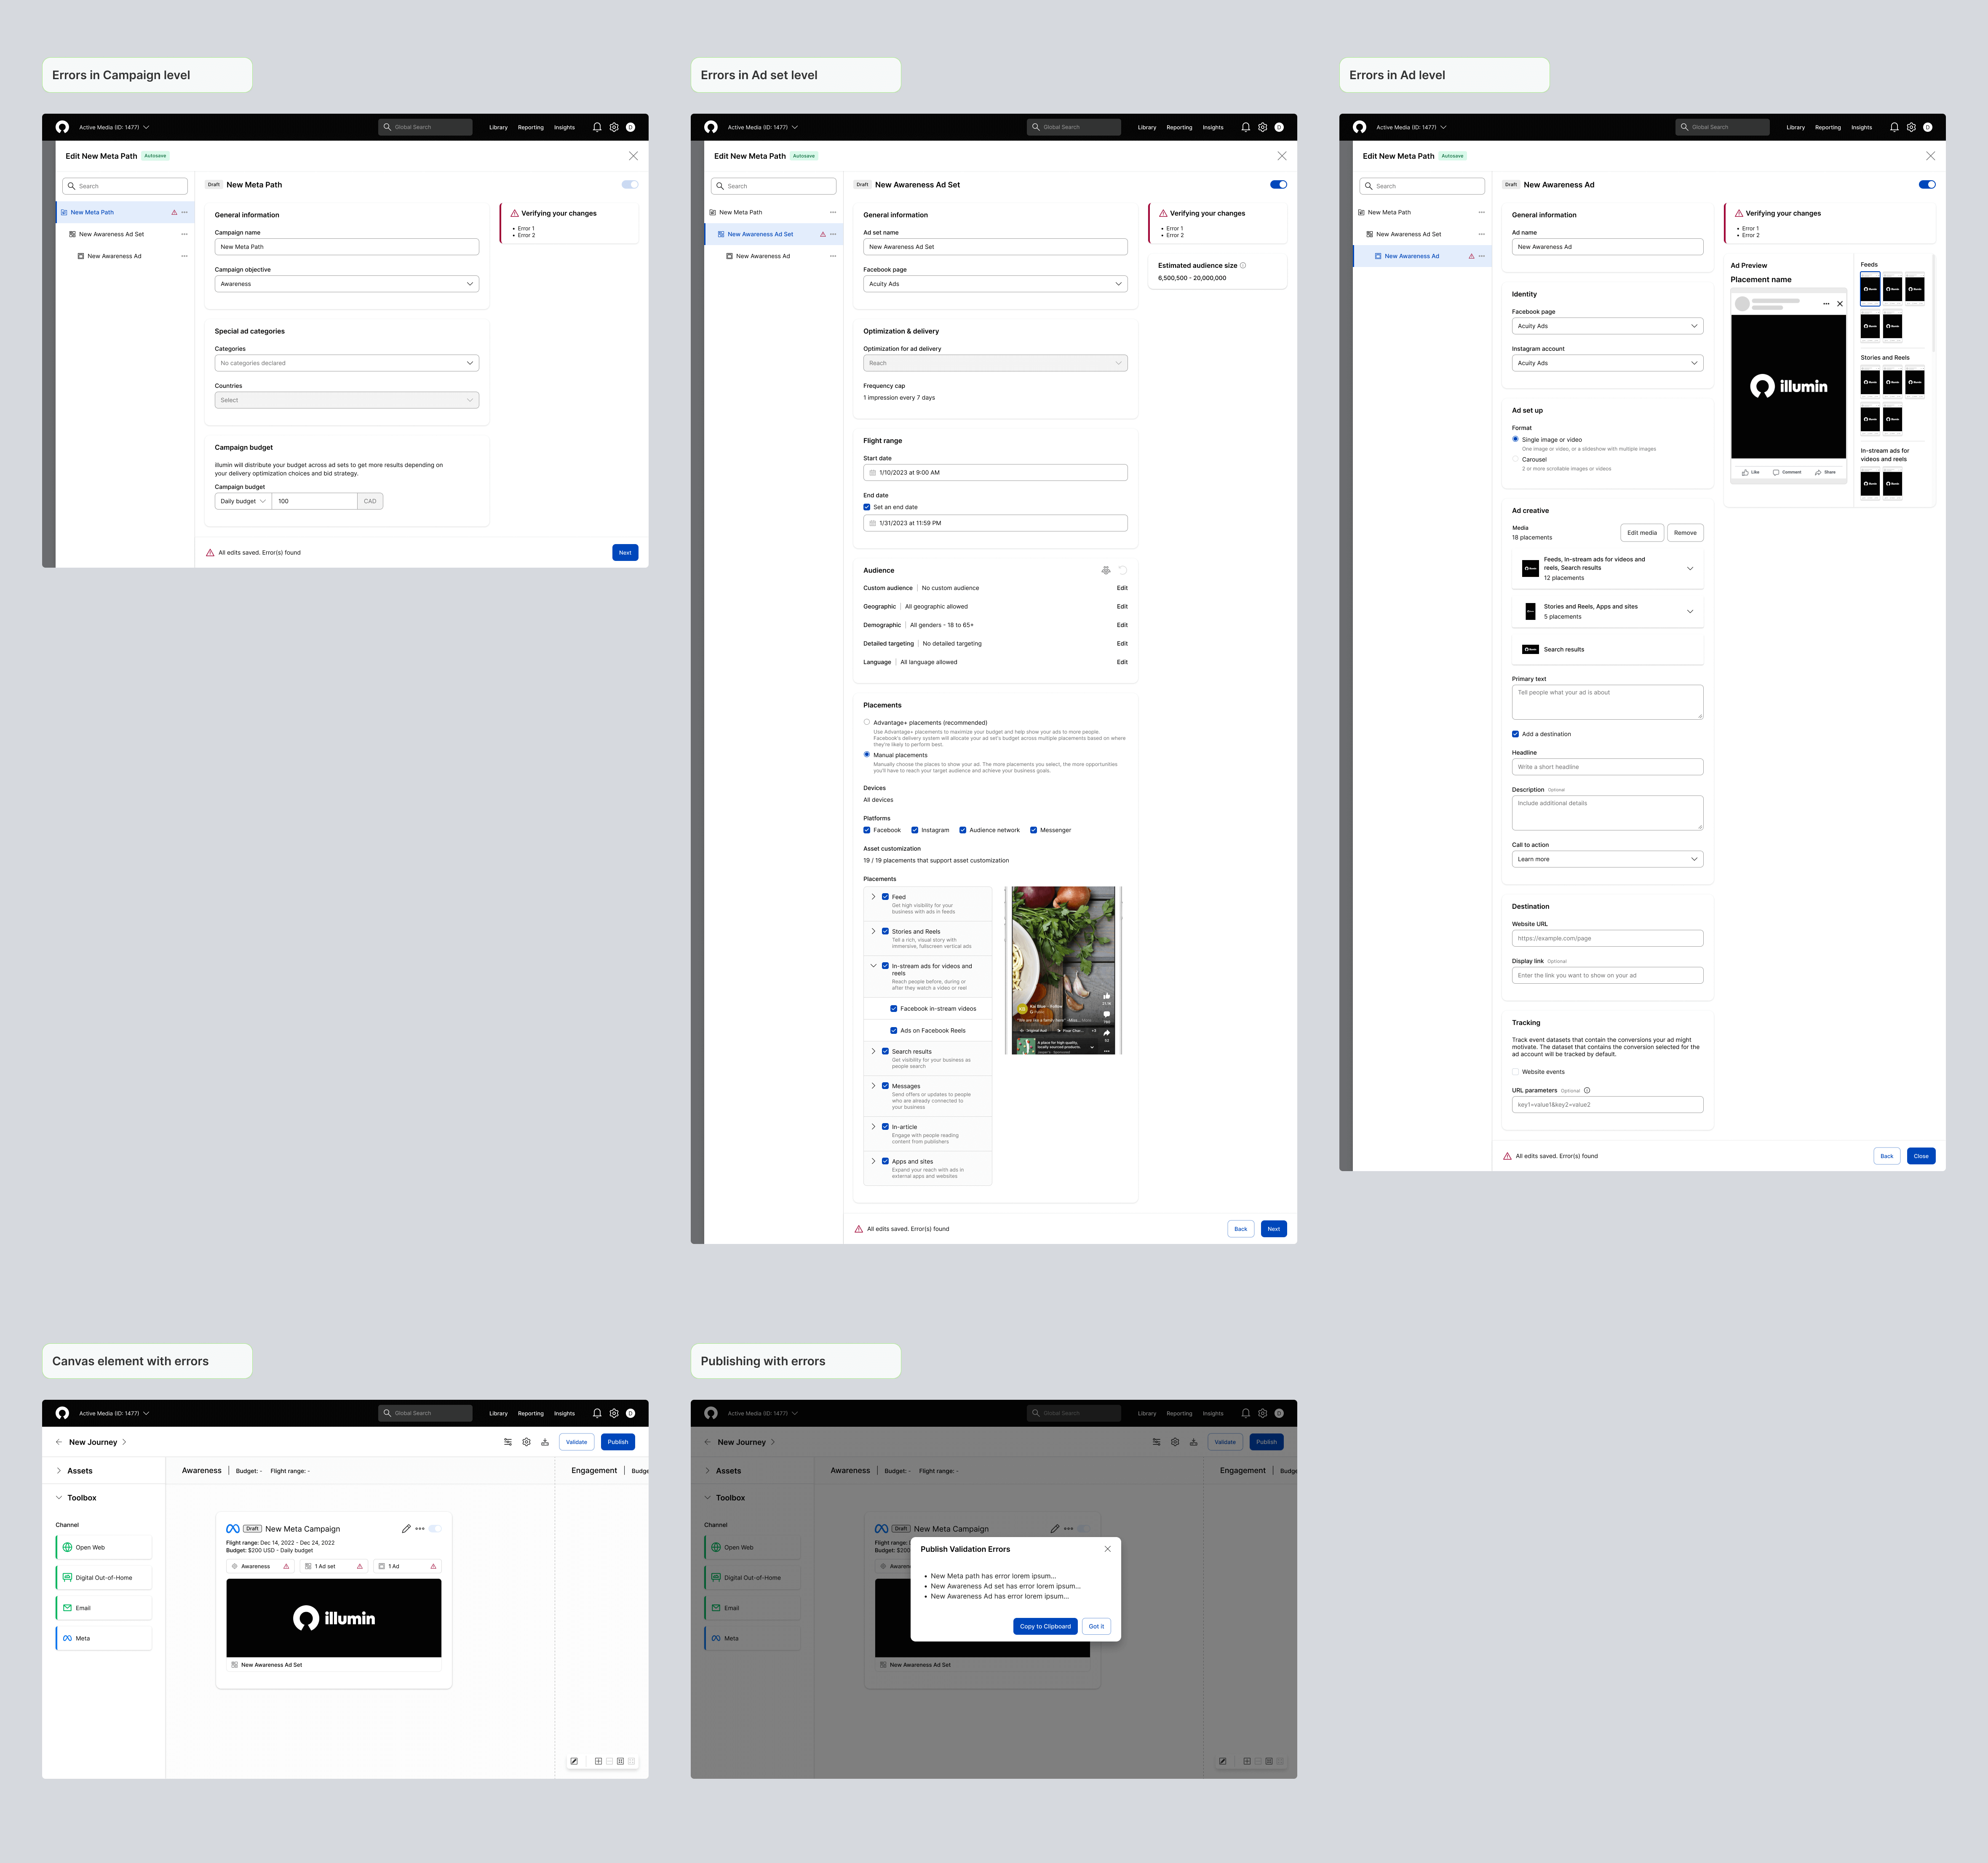 Errors in Campaign level
Active Media (ID: 1477)
Global Search
Library
Reporting
Insights
D
Edit New Meta Path
Autosave
Search
New Meta Path
New Awareness Ad Set
New Awareness Ad
Draft
New Meta Path
General information
Campaign name
New Meta Path
Campaign objective
Awareness
Special ad categories
Categories
No categories declared
Countries
Select
Campaign budget
illumin will distribute your budget across ad sets to get more results depending on
your delivery optimization choices and bid strategy.
Campaign budget
Daily budget
100
CAD
Verifying your changes
• Error 1
• Error 2
All edits saved. Error(s) found
Next
Errors in Ad set level
Active Media (ID: 1477)
Global Search
Library
Reporting
Insights
D
Edit New Meta Path
Autosave
Search
New Meta Path
New Awareness Ad Set
New Awareness Ad
Draft
New Awareness Ad Set
General information
Ad set name
New Awareness Ad Set
Facebook page
Acuity Ads
Optimization & delivery
Optimization for ad delivery
Reach
Frequency cap
1 impression every 7 days
Flight range
Start date
1/10/2023 at 9:00 AM
End date
Set an end date
1/31/2023 at 11:59 PM
Audience
Custom audience | No custom audience
Edit
Geographic | All geographic allowed
Edit
Demographic | All genders - 18 to 65+
Edit
Detailed targeting | No detailed targeting
Edit
Language | All language allowed
Edit
Placements
Advantage+ placements (recommended)
Use Advantage+ placements to maximize your budget and help show your ads to more people.
Facebook's delivery system will allocate your ad set's budget across multiple placements based on where
they're likely to perform best.
Manual placements
Manually choose the places to show your ad. The more placements you select, the more opportunities
you'll have to reach your target audience and achieve your business goals.
Devices
All devices
Platforms
Facebook
Instagram
Audience network
Messenger
Asset customization
19 / 19 placements that support asset customization
Placements
Feed
Get high visibility for your
business with ads in feeds
Stories and Reels
Tell a rich, visual story with
immersive, fullscreen vertical ads
In-stream ads for videos and
reels
Reach people before, during or
after they watch a video or reel
Facebook in-stream videos
Ads on Facebook Reels
Search results
Get visibility for your business as
people search
Messages
Send offers or updates to people
who are already connected to
your business
In-article
Engage with people reading
content from publishers
Apps and sites
Expand your reach with ads in
external apps and websites
A place for high-quality,
locally sourced products.
Verifying your changes
• Error 1
• Error 2
Estimated audience size
6,500,500 - 20,000,000
All edits saved. Error(s) found
Back
Next
Errors in Ad level
Active Media (ID: 1477)
Global Search
Library
Reporting
Insights
D
Edit New Meta Path
Autosave
Search
New Meta Path
New Awareness Ad Set
New Awareness Ad
Draft
New Awareness Ad
General information
Ad name
New Awareness Ad
Identity
Facebook page
Acuity Ads
Instagram account
Acuity Ads
Ad set up
Format
Single image or video
One image or video, or a slideshow with multiple images
Carousel
2 or more scrollable images or videos
Ad creative
Media
18 placements
Edit media
Remove
Feeds, In-stream ads for videos and
reels, Search results
12 placements
Stories and Reels, Apps and sites
5 placements
Search results
Primary text
Tell people what your ad is about
Add a destination
Headline
Write a short headline
Description Optional
Include additional details
Call to action
Learn more
Destination
Website URL
https://example.com/page
Display link Optional
Enter the link you want to show on your ad
Tracking
Track event datasets that contain the conversions your ad might
motivate. The dataset that contains the conversion selected for the
ad account will be tracked by default.
Website events
URL parameters Optional
key1=value1&key2=value2
Verifying your changes
• Error 1
• Error 2
Ad Preview
Placement name
illumin
Like
Comment
Share
Feeds
Stories and Reels
In-stream ads for
videos and reels
All edits saved. Error(s) found
Back
Close
Canvas element with errors
Active Media (ID: 1477)
Global Search
Library
Reporting
Insights
D
New Journey
Validate
Publish
Assets
Toolbox
Channel
Open Web
Digital Out-of-Home
Email
Meta
Awareness | Budget: - Flight range: -
Engagement | Budge
Draft
New Meta Campaign
Flight range: Dec 14, 2022 - Dec 24, 2022
Budget: $200 USD - Daily budget
Awareness
1 Ad set
1 Ad
illumin
New Awareness Ad Set
Publishing with errors
Active Media (ID: 1477)
Global Search
Library
Reporting
Insights
D
New Journey
Validate
Publish
Assets
Toolbox
Channel
Open Web
Digital Out-of-Home
Email
Meta
Awareness | Budget: - Flight range: -
Engagement | Budge
Draft
New Meta Campaign
Flight range:
Budget: $200
Awaren
New Awareness Ad Set
Publish Validation Errors
• New Meta path has error lorem ipsum...
• New Awareness Ad set has error lorem ipsum...
• New Awareness Ad has error lorem ipsum...
Copy to Clipboard
Got it